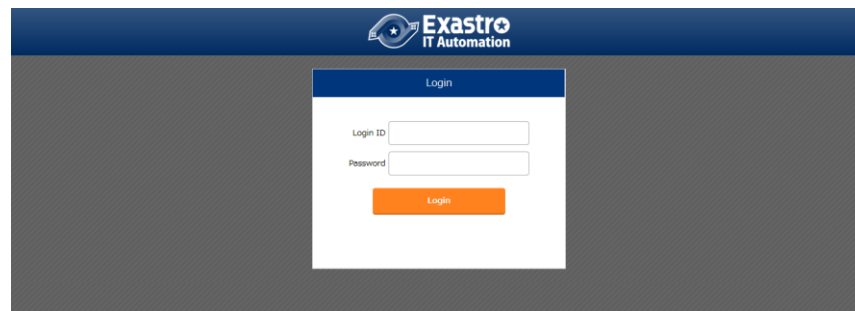 Exastro
IT Automation
Login
Login ID
Password
Login